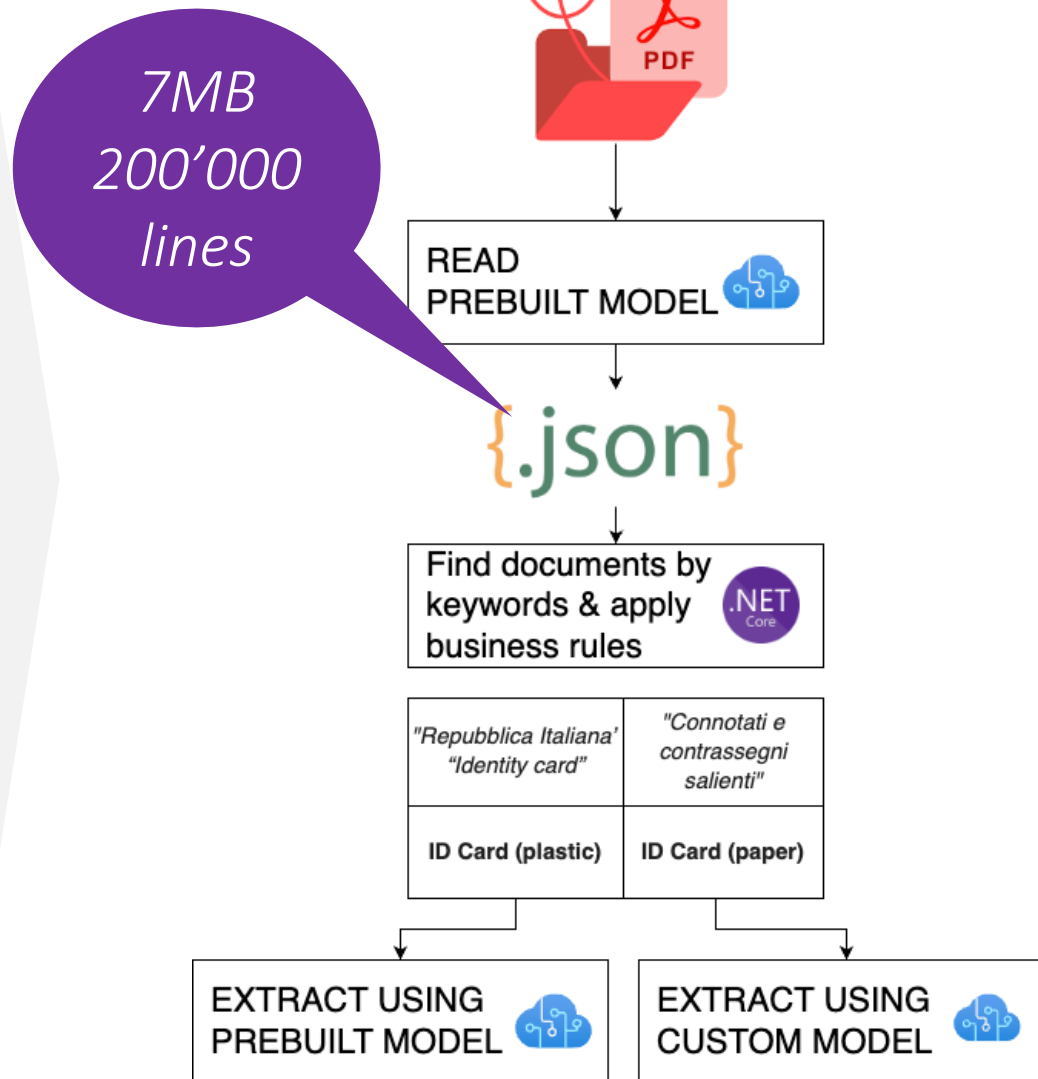 PDF
7MB
200’000
lines
READ
PREBUILT MODEL
{.json}
Find documents by
keywords & apply
business rules
.NET
Core
"Repubblica Italiana’
“Identity card”
"Connotati e
contrassegni
salienti"
ID Card (plastic)
ID Card (paper)
EXTRACT USING
PREBUILT MODEL
EXTRACT USING
CUSTOM MODEL